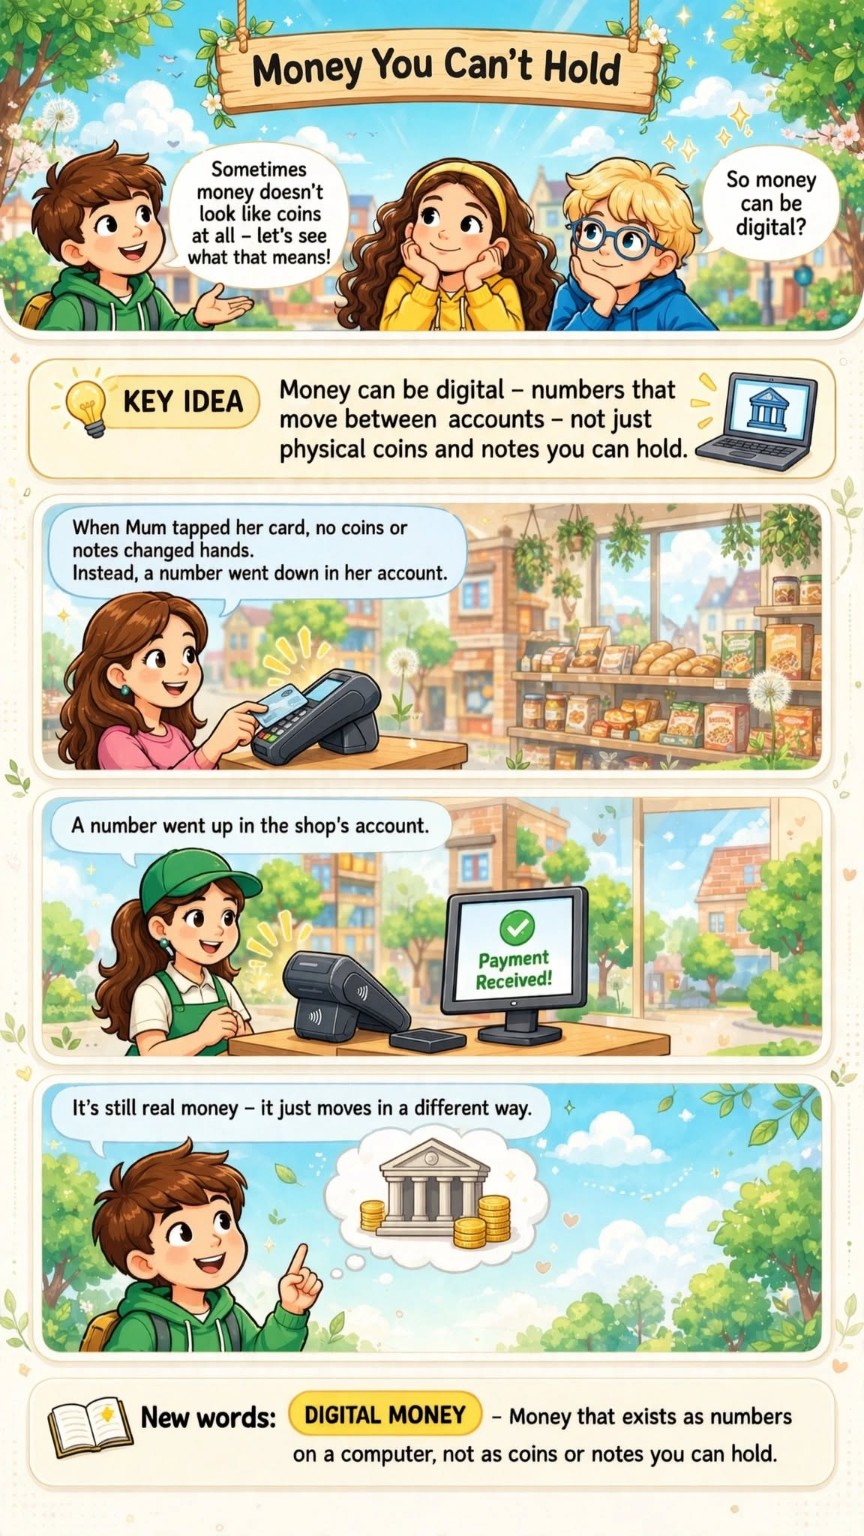 Money You Can't Hold
Sometimes
money doesn't
look like coins
at all – let's see
what that means!
So money
can be
digital?
KEY IDEA
Money can be digital – numbers that
move between accounts – not just
physical coins and notes you can hold.
When Mum tapped her card, no coins or
notes changed hands.
Instead, a number went down in her account.
A number went up in the shop's account.
Payment
Received!
It's still real money – it just moves in a different way.
New words: DIGITAL MONEY – Money that exists as numbers
on a computer, not as coins or notes you can hold.